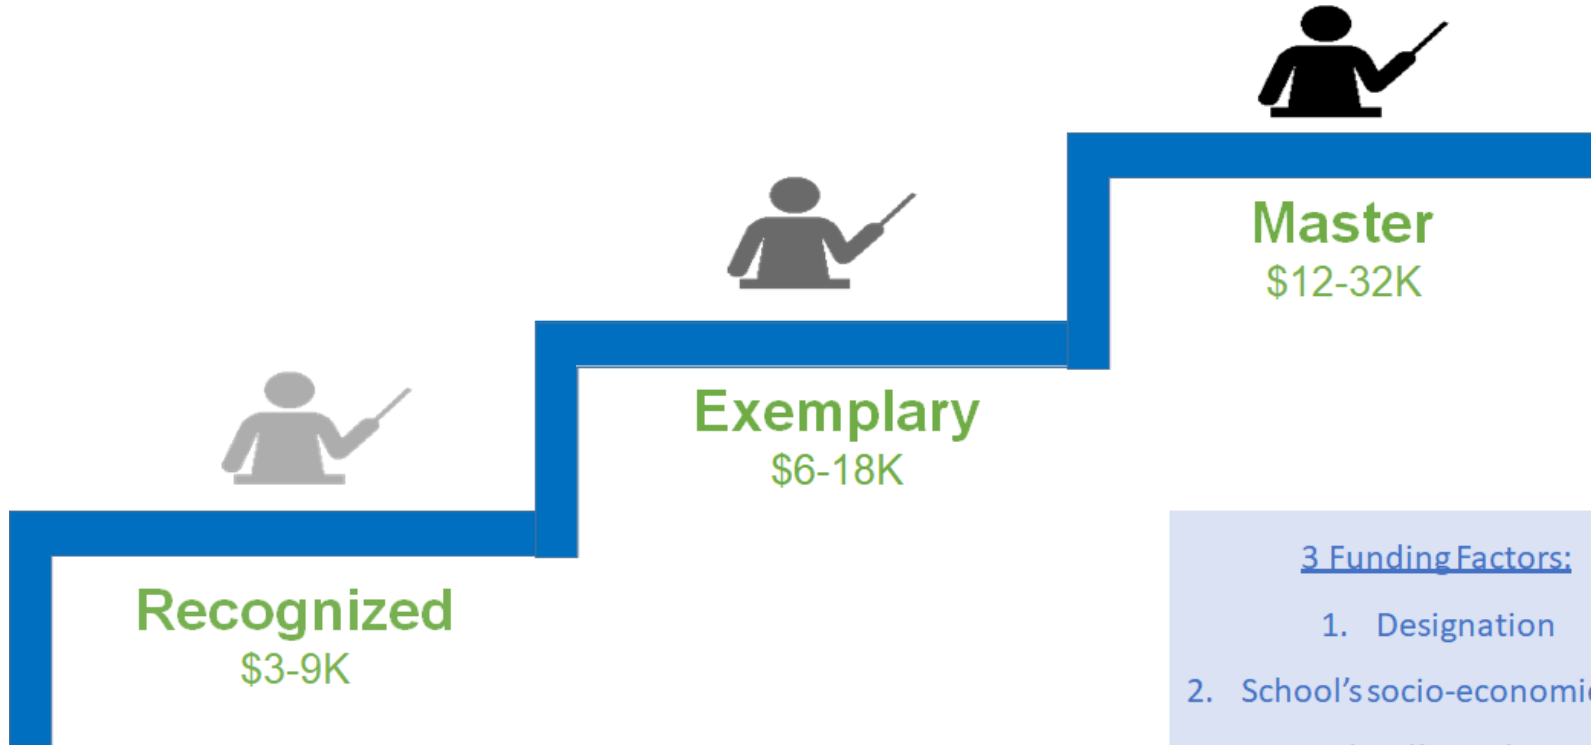 Master
$12-32K
Exemplary
$6-18K
Recognized
$3-9K
3 Funding Factors:
1. Designation
2. School's socio-economic